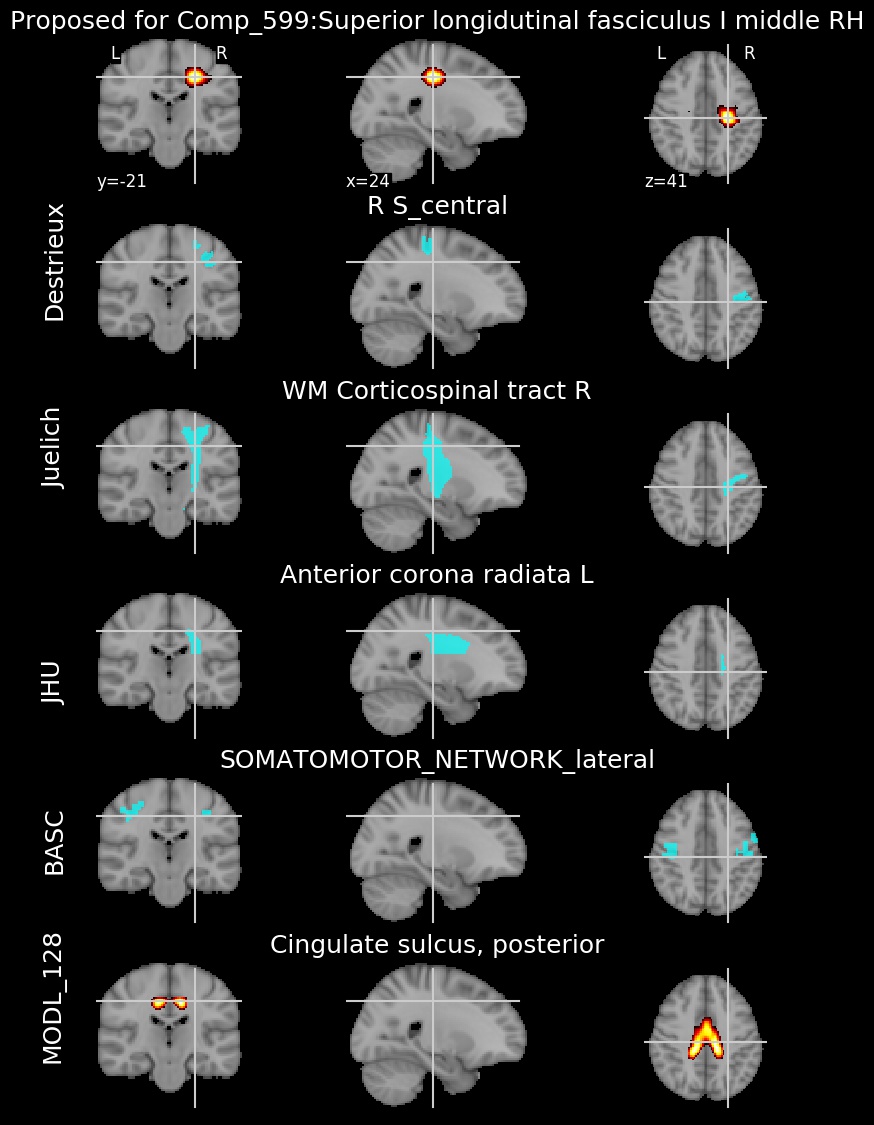 Proposed for Comp_599:Superior longidutinal fasciculus I middle RH
L R
L R
y=-21
x=24
z=41
Destrieux
R S_central
Juelich
WM Corticospinal tract R
JHU
Anterior corona radiata L
BASC
SOMATOMOTOR_NETWORK_lateral
MODL_128
Cingulate sulcus, posterior